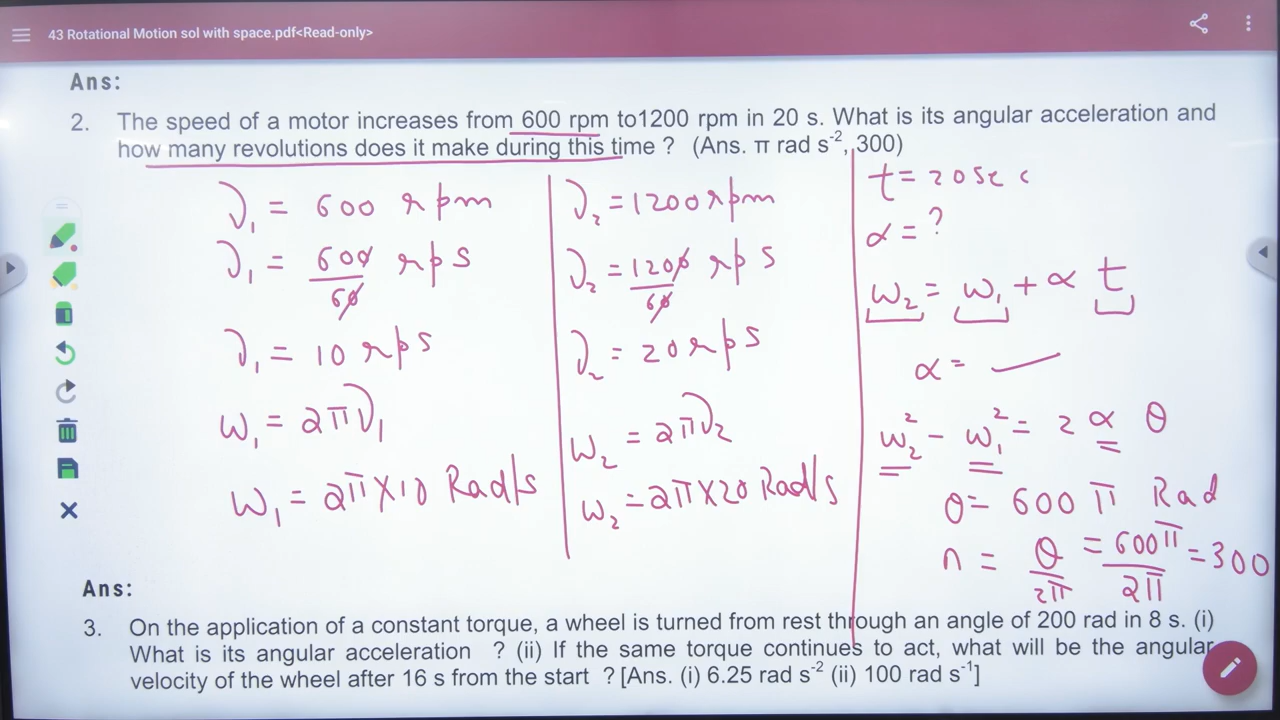 43 Rotational Motion sol with space.pdf<Read-only>
Ans:
2. The speed of a motor increases from 600 rpm to1200 rpm in 20 s. What is its angular acceleration and
how many revolutions does it make during this time ? (Ans. π rad s⁻², 300)
ν₁ = 600 rpm
ν₁ = 600/60 rps
ν₁ = 10 rps
ω₁ = 2πν₁
ω₁ = 2π×10 Rad/s
ν₂ = 1200 rpm
ν₂ = 1200/60 rps
ν₂ = 20 rps
ω₂ = 2πν₂
ω₂ = 2π×20 Rad/s
t = 20 sec
α = ?
ω₂ = ω₁ + α t
α =
ω₂² - ω₁² = 2 α θ
θ = 600 π Rad
n = θ/2π = 600π/2π = 300
Ans:
3. On the application of a constant torque, a wheel is turned from rest through an angle of 200 rad in 8 s. (i)
What is its angular acceleration ? (ii) If the same torque continues to act, what will be the angular
velocity of the wheel after 16 s from the start ? [Ans. (i) 6.25 rad s⁻² (ii) 100 rad s⁻¹]